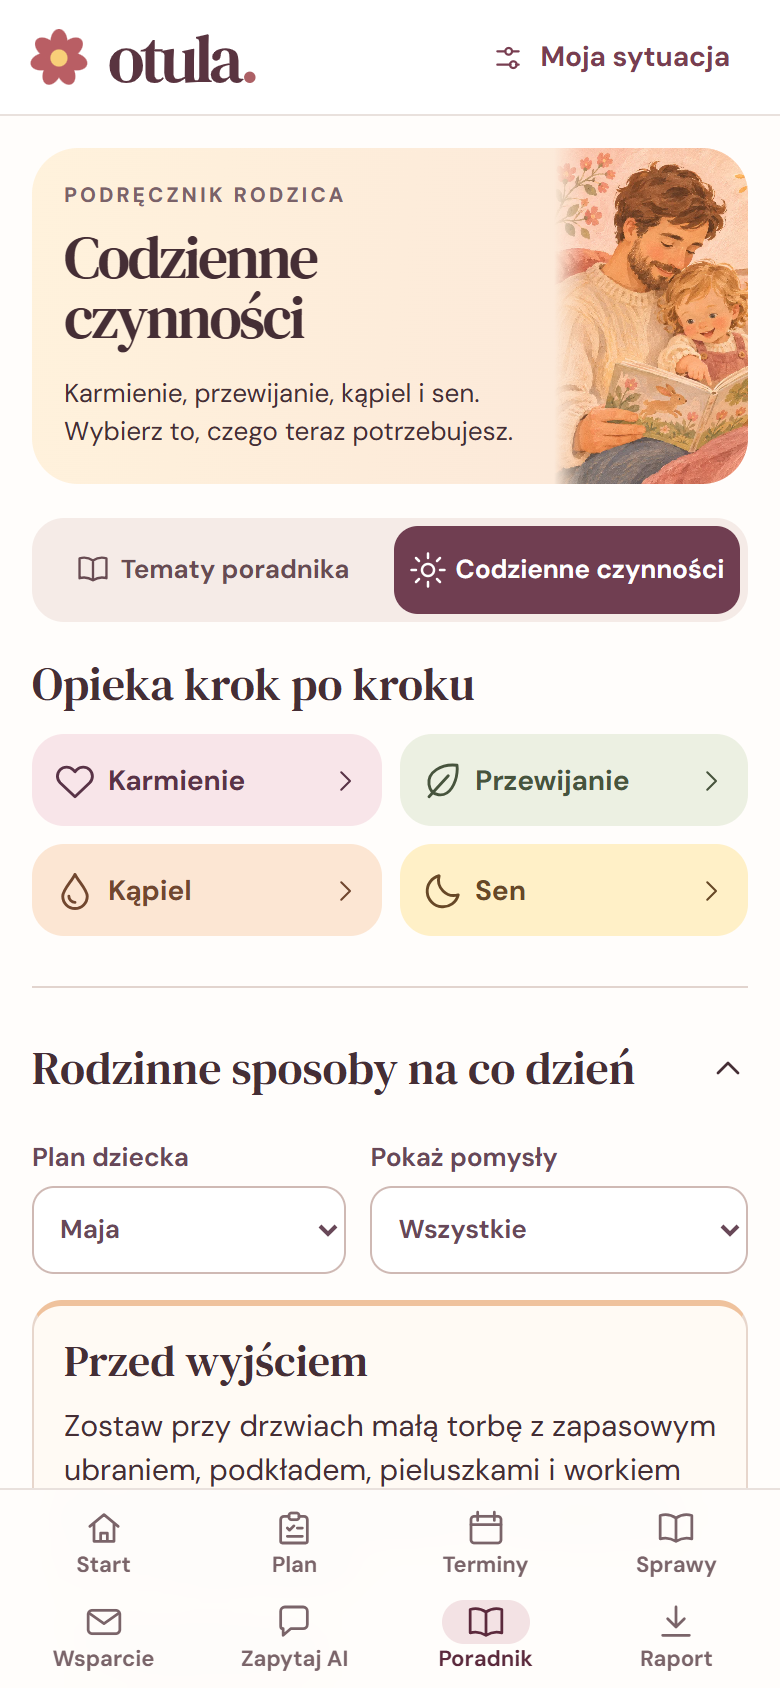 otula.
Moja sytuacja
PODRĘCZNIK RODZICA
Codzienne
czynności
Karmienie, przewijanie, kąpiel i sen.
Wybierz to, czego teraz potrzebujesz.
Tematy poradnika
Codzienne czynności
Opieka krok po kroku
Karmienie
Przewijanie
Kąpiel
Sen
Rodzinne sposoby na co dzień
Plan dziecka
Pokaż pomysły
Maja
Wszystkie
Przed wyjściem
Zostaw przy drzwiach małą torbę z zapasowym
ubraniem, podkładem, pieluszkami i workiem
Start
Plan
Terminy
Sprawy
Wsparcie
Zapytaj AI
Poradnik
Raport